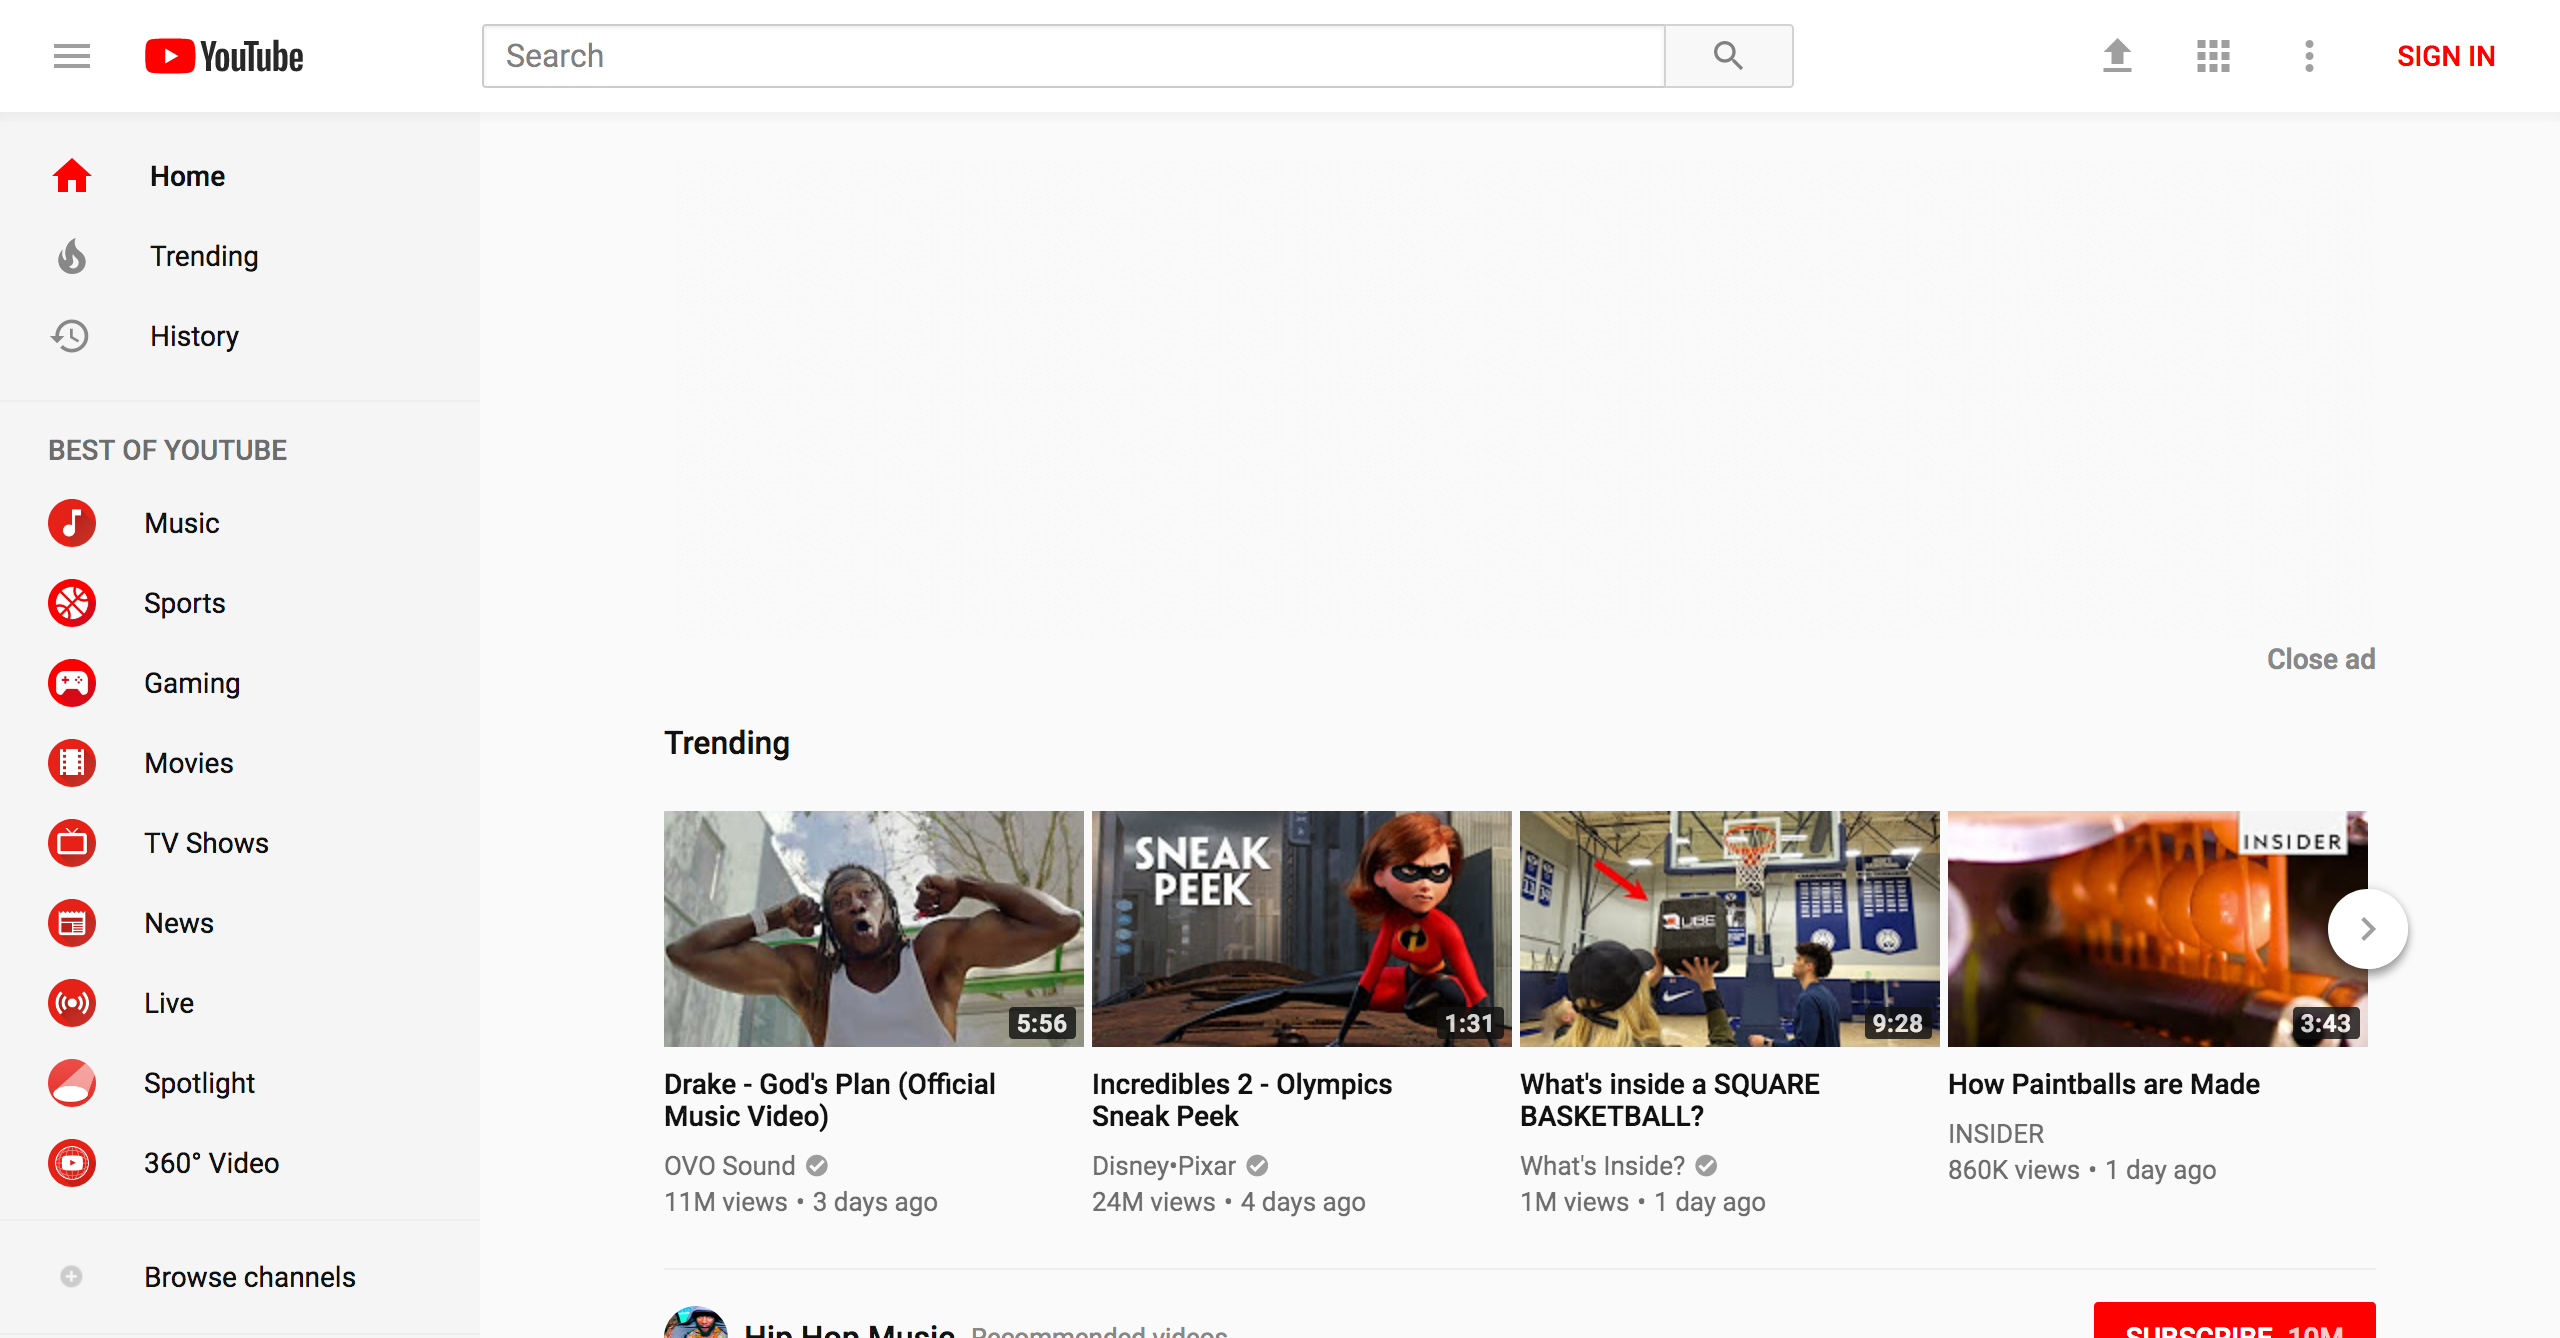 YouTube
Search
SIGN IN
Home
Trending
History
BEST OF YOUTUBE
Music
Sports
Gaming
Movies
TV Shows
News
Live
Spotlight
360° Video
Browse channels
Close ad
Trending
5:56
Drake - God's Plan (Official
Music Video)
OVO Sound
11M views • 3 days ago
SNEAK
PEEK
1:31
Incredibles 2 - Olympics
Sneak Peek
Disney•Pixar
24M views • 4 days ago
QUBE
9:28
What's inside a SQUARE
BASKETBALL?
What's Inside?
1M views • 1 day ago
INSIDER
3:43
How Paintballs are Made
INSIDER
860K views • 1 day ago
Hip Hop Music Recommended videos
SUBSCRIBE 10M